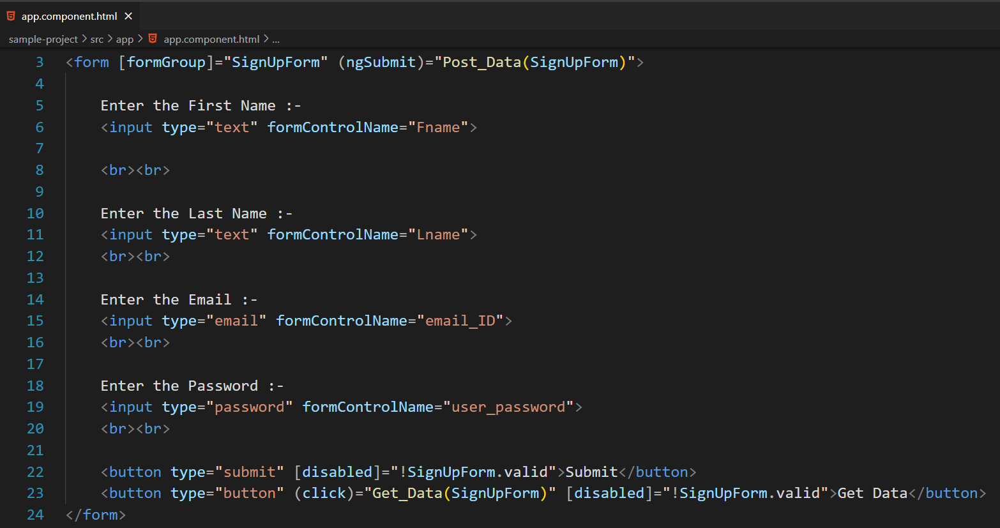 app.component.html ×
sample-project > src > app > app.component.html > ...
3 <form [formGroup]="SignUpForm" (ngSubmit)="Post_Data(SignUpForm)">
4
5 Enter the First Name :-
6 <input type="text" formControlName="Fname">
7
8 <br><br>
9
10 Enter the Last Name :-
11 <input type="text" formControlName="Lname">
12 <br><br>
13
14 Enter the Email :-
15 <input type="email" formControlName="email_ID">
16 <br><br>
17
18 Enter the Password :-
19 <input type="password" formControlName="user_password">
20 <br><br>
21
22 <button type="submit" [disabled]="!SignUpForm.valid">Submit</button>
23 <button type="button" (click)="Get_Data(SignUpForm)" [disabled]="!SignUpForm.valid">Get Data</button>
24 </form>